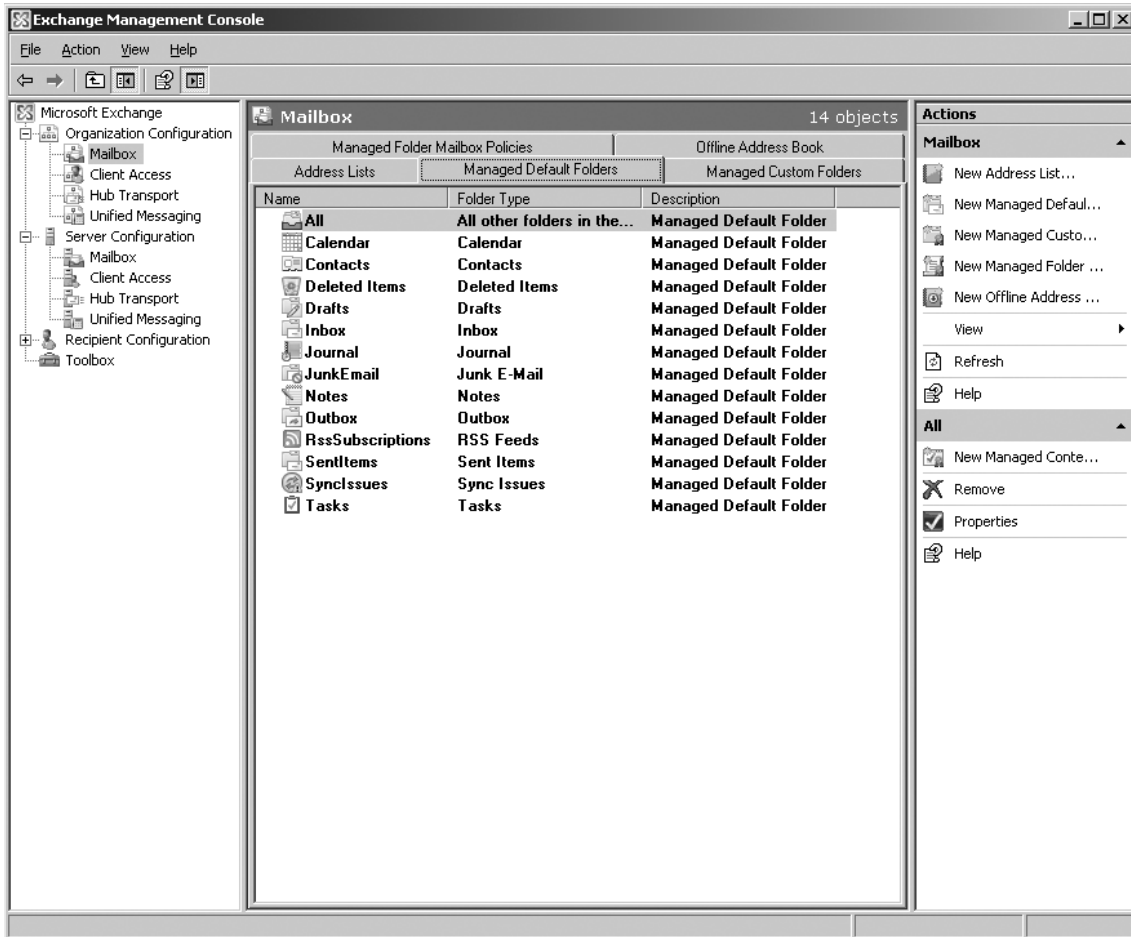 Exchange Management Console
File Action View Help
Microsoft Exchange
Organization Configuration
Mailbox
Client Access
Hub Transport
Unified Messaging
Server Configuration
Mailbox
Client Access
Hub Transport
Unified Messaging
Recipient Configuration
Toolbox
Mailbox 14 objects
Managed Folder Mailbox Policies Offline Address Book
Address Lists Managed Default Folders Managed Custom Folders
Name Folder Type Description
All All other folders in the... Managed Default Folder
Calendar Calendar Managed Default Folder
Contacts Contacts Managed Default Folder
Deleted Items Deleted Items Managed Default Folder
Drafts Drafts Managed Default Folder
Inbox Inbox Managed Default Folder
Journal Journal Managed Default Folder
JunkEmail Junk E-Mail Managed Default Folder
Notes Notes Managed Default Folder
Outbox Outbox Managed Default Folder
RssSubscriptions RSS Feeds Managed Default Folder
SentItems Sent Items Managed Default Folder
SyncIssues Sync Issues Managed Default Folder
Tasks Tasks Managed Default Folder
Actions
Mailbox
New Address List...
New Managed Defaul...
New Managed Custo...
New Managed Folder ...
New Offline Address ...
View
Refresh
Help
All
New Managed Conte...
Remove
Properties
Help